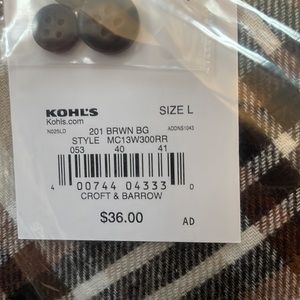 KOHL'S SIZE L
Kohls.com
N025LD ADDNS1043
201 BRWN BG
STYLE MC13W300RR
053 40 41
4 00744 04333 0
CROFT & BARROW
$36.00 AD